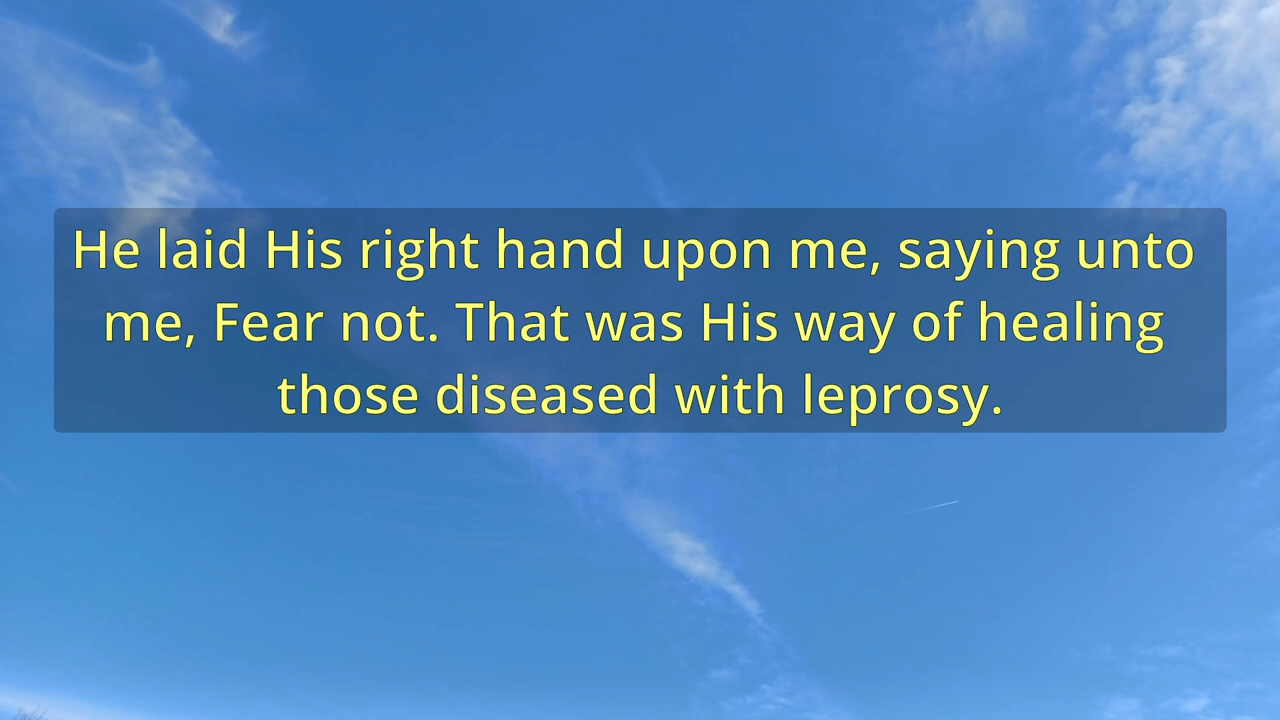 He laid His right hand upon me, saying unto
me, Fear not. That was His way of healing
those diseased with leprosy.